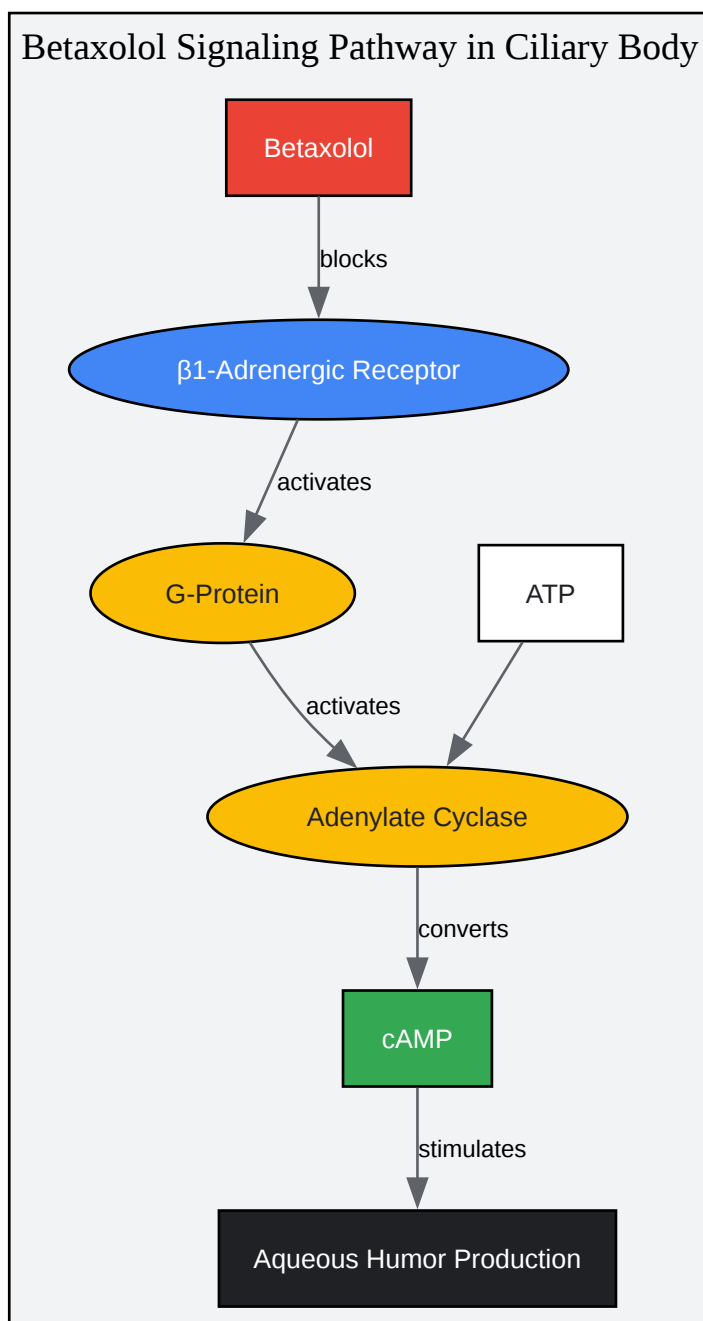 Betaxolol Signaling Pathway in Ciliary Body
Betaxolol
blocks
β1-Adrenergic Receptor
activates
G-Protein
ATP
activates
Adenylate Cyclase
converts
cAMP
stimulates
Aqueous Humor Production